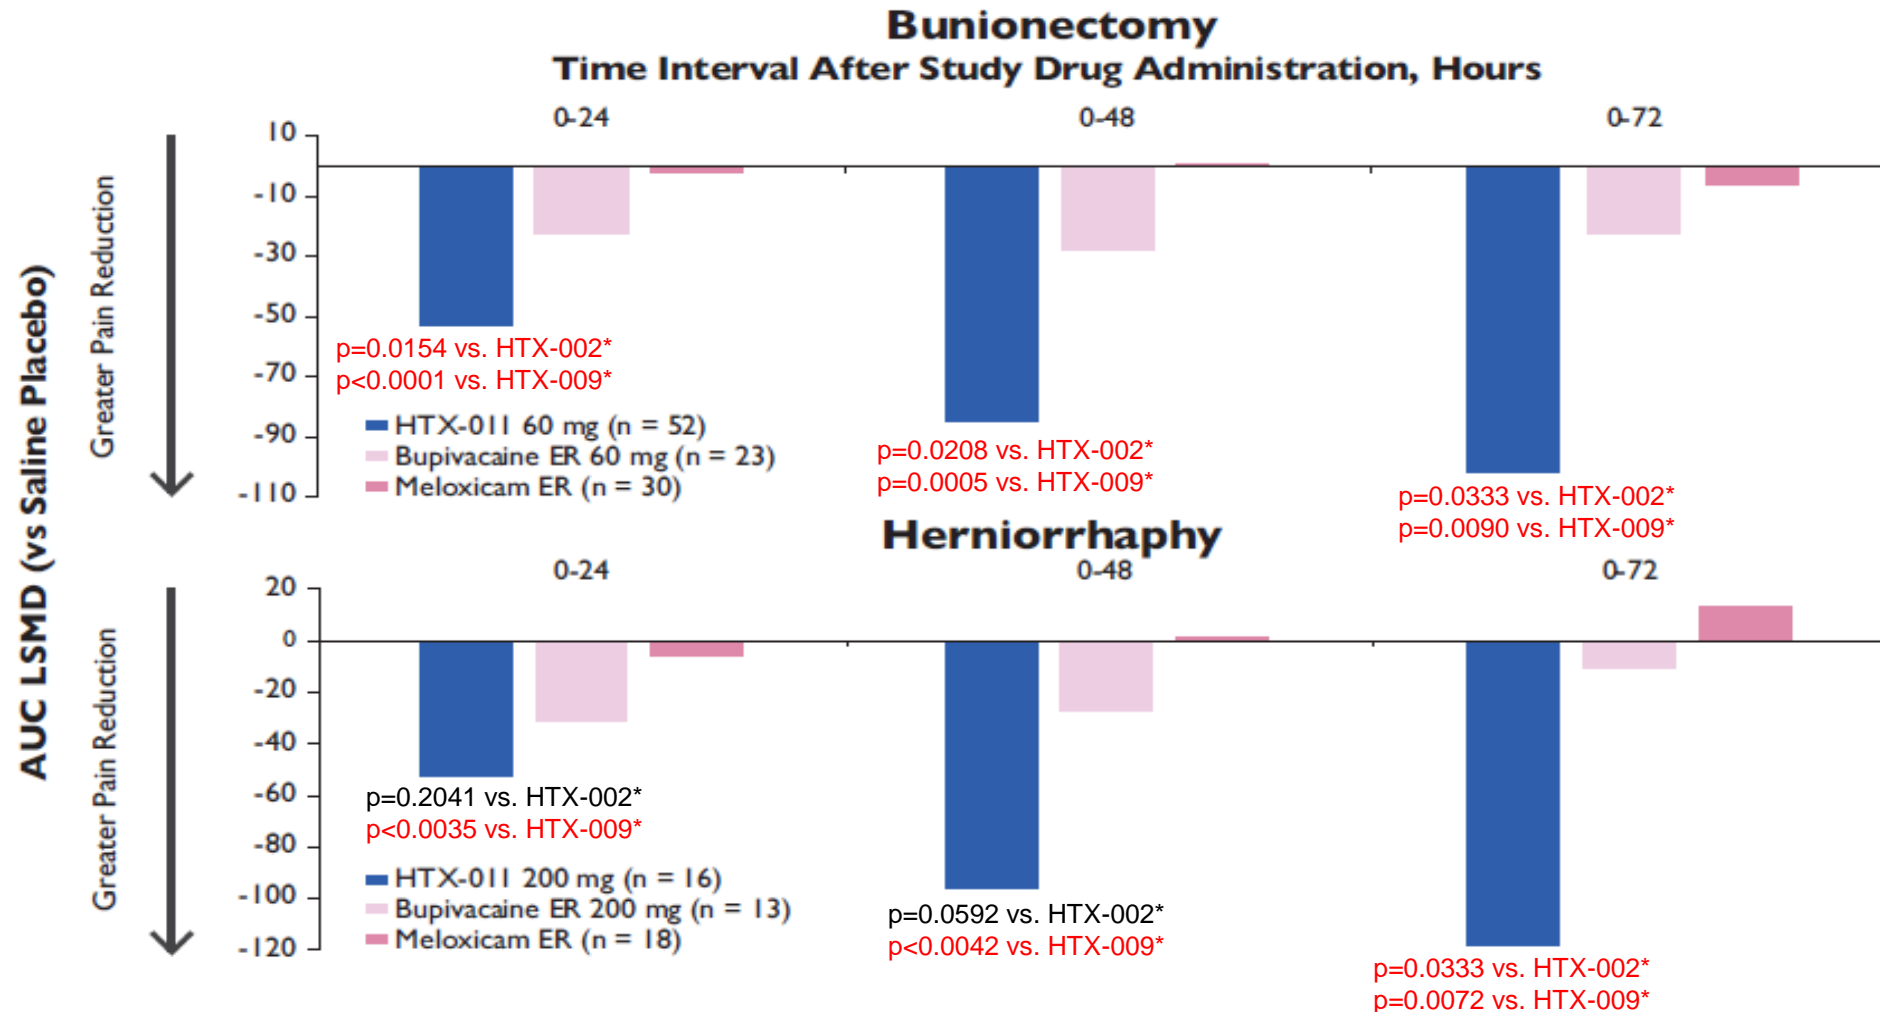 Bunionectomy
Time Interval After Study Drug Administration, Hours
0-24 0-48 0-72
AUC LSMD (vs Saline Placebo)
Greater Pain Reduction
10
-10
-30
-50
-70
-90
-110
p=0.0154 vs. HTX-002*
p<0.0001 vs. HTX-009*
HTX-011 60 mg (n = 52)
Bupivacaine ER 60 mg (n = 23)
Meloxicam ER (n = 30)
p=0.0208 vs. HTX-002*
p=0.0005 vs. HTX-009*
p=0.0333 vs. HTX-002*
p=0.0090 vs. HTX-009*
Herniorrhaphy
0-24 0-48 0-72
Greater Pain Reduction
20
0
-20
-40
-60
-80
-100
-120
p=0.2041 vs. HTX-002*
p<0.0035 vs. HTX-009*
HTX-011 200 mg (n = 16)
Bupivacaine ER 200 mg (n = 13)
Meloxicam ER (n = 18)
p=0.0592 vs. HTX-002*
p<0.0042 vs. HTX-009*
p=0.0333 vs. HTX-002*
p=0.0072 vs. HTX-009*